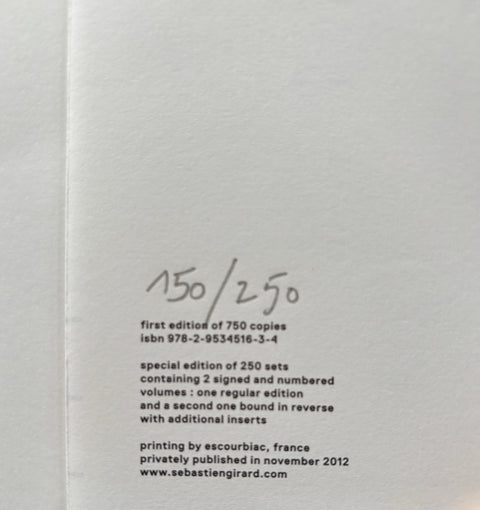 150/250
first edition of 750 copies
isbn 978-2-9534516-3-4
special edition of 250 sets
containing 2 signed and numbered
volumes : one regular edition
and a second one bound in reverse
with additional inserts
printing by escourbiac, france
privately published in november 2012
www.sebastiengirard.com